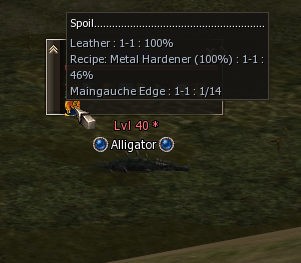 Spoil.......................................................
Leather : 1-1 : 100%
Recipe: Metal Hardener (100%) : 1-1 :
46%
Maingauche Edge : 1-1 : 1/14
Lvl 40 *
Alligator